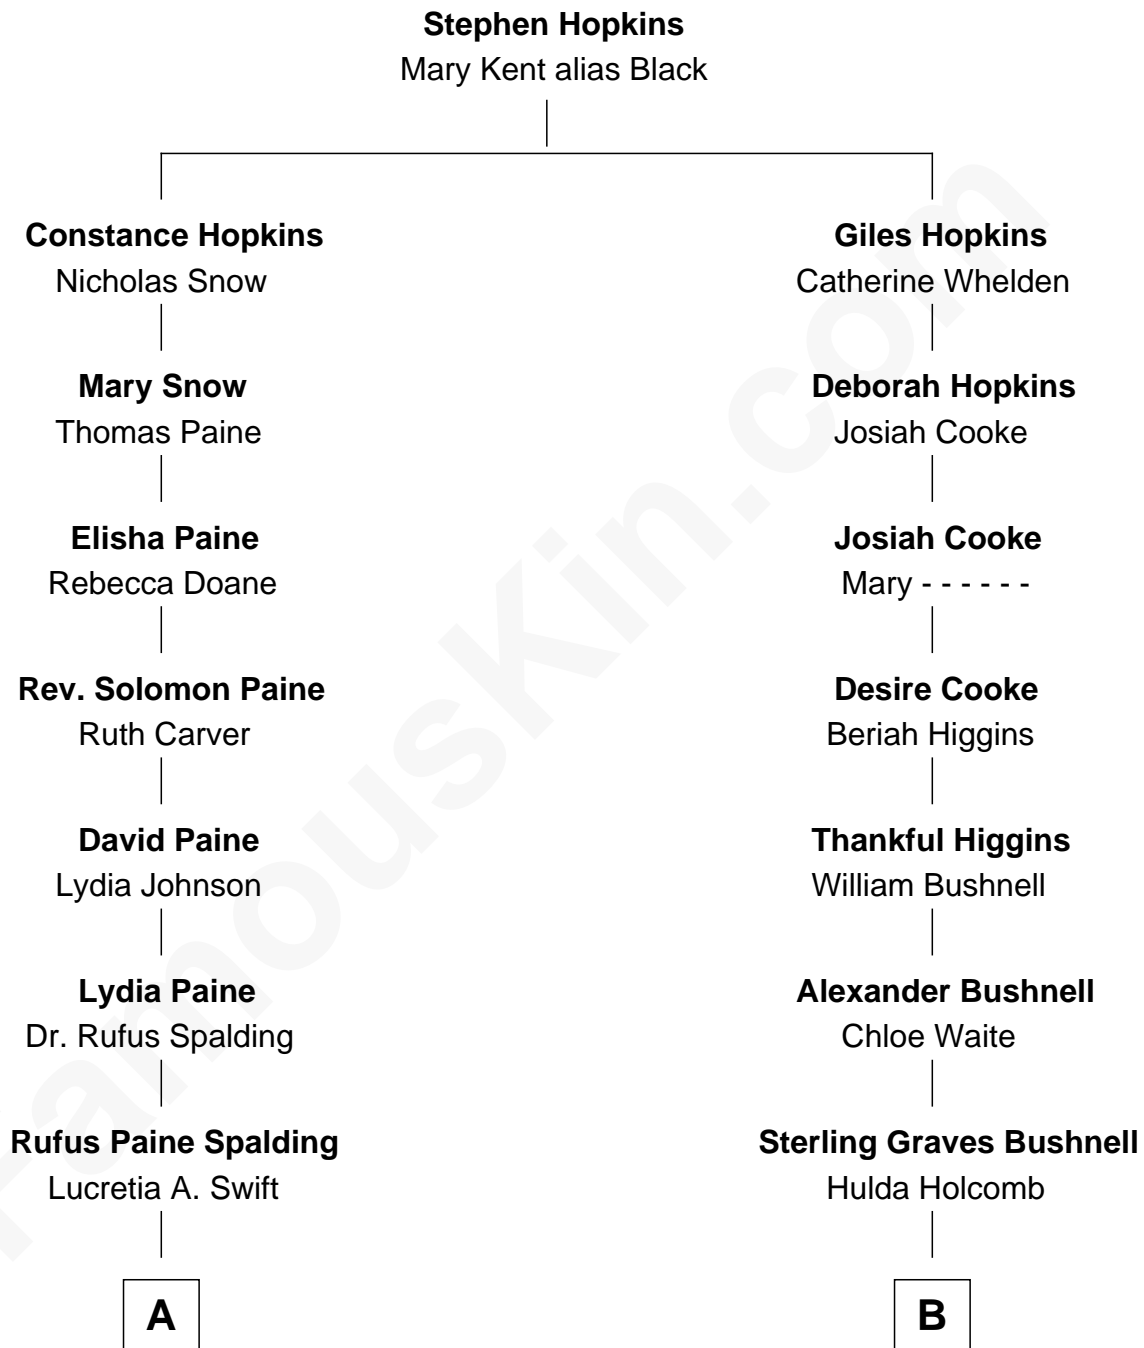 Stephen Hopkins
Mary Kent alias Black
Constance Hopkins
Nicholas Snow
Giles Hopkins
Catherine Whelden
Mary Snow
Thomas Paine
Deborah Hopkins
Josiah Cooke
Elisha Paine
Rebecca Doane
Josiah Cooke
Mary - - - - - -
Rev. Solomon Paine
Ruth Carver
Desire Cooke
Beriah Higgins
David Paine
Lydia Johnson
Thankful Higgins
William Bushnell
Lydia Paine
Dr. Rufus Spalding
Alexander Bushnell
Chloe Waite
Rufus Paine Spalding
Lucretia A. Swift
Sterling Graves Bushnell
Hulda Holcomb
A
B
FamousKin.com